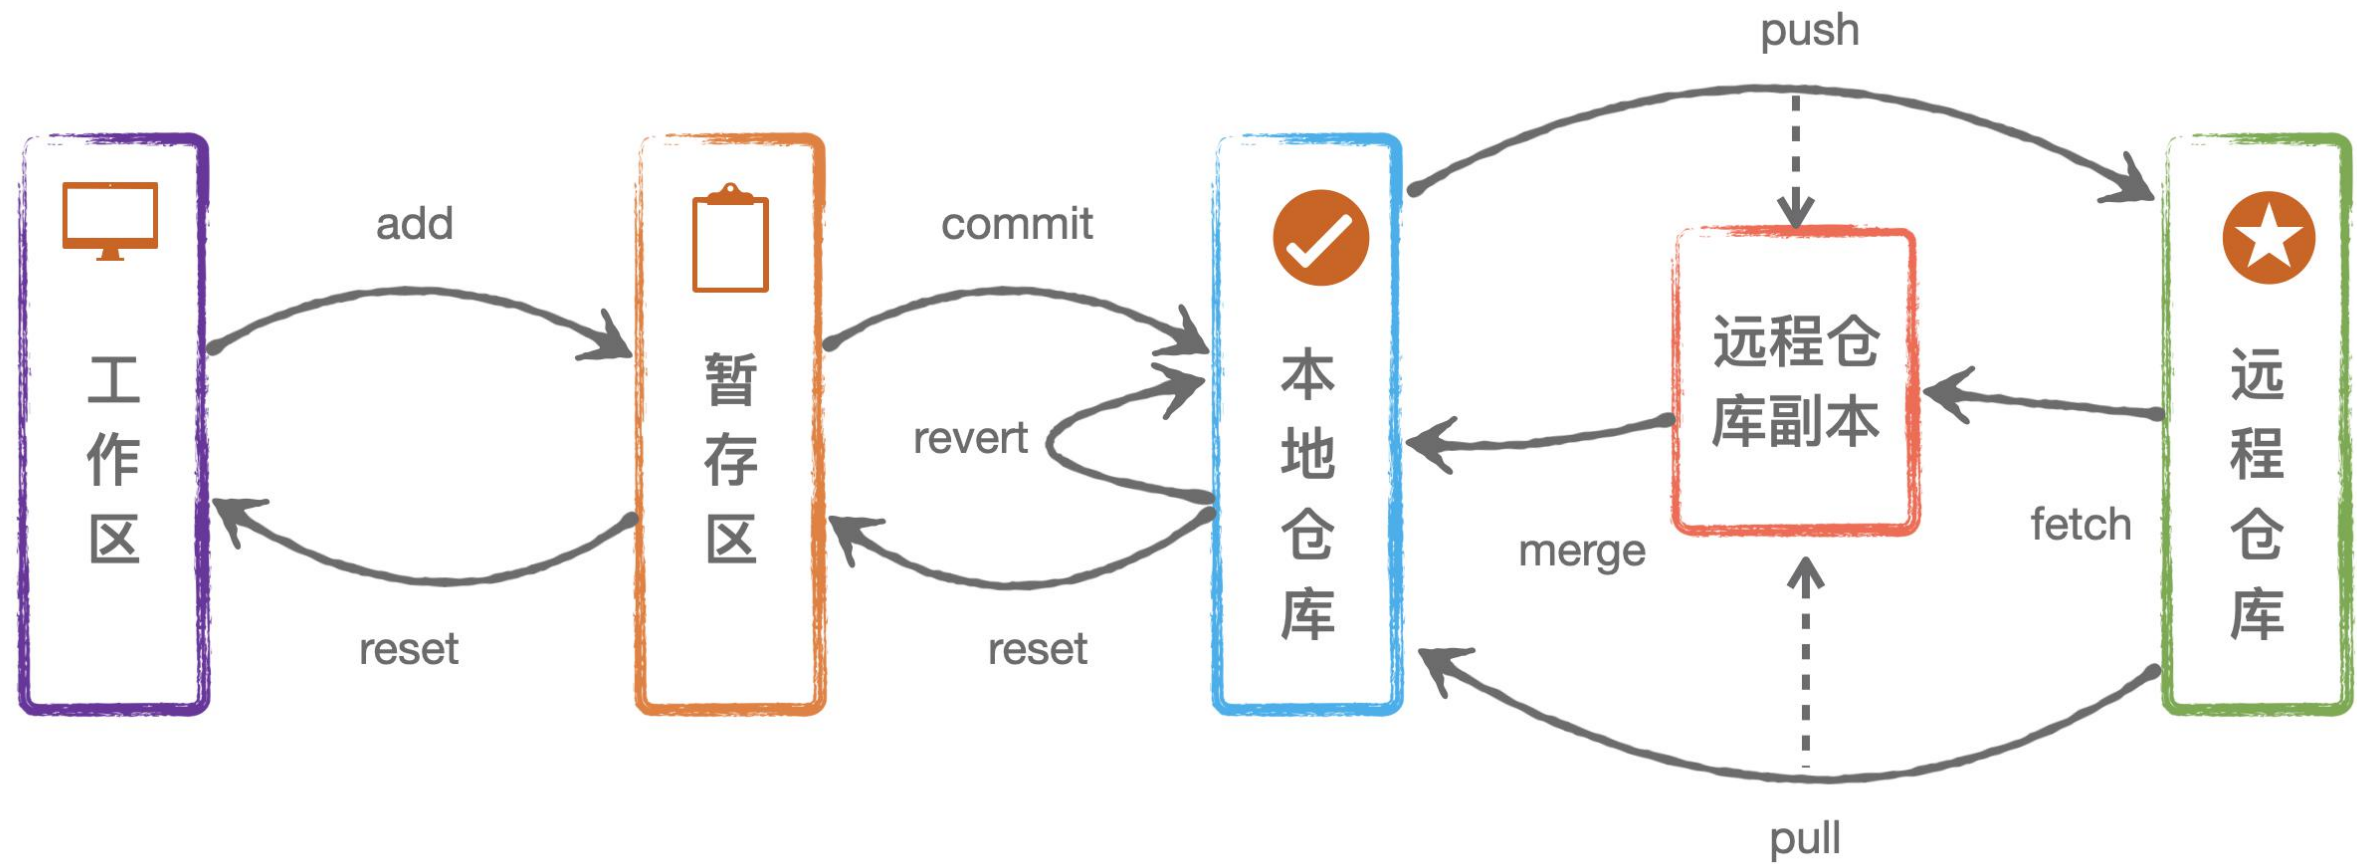 push
add
commit
工作区
暂存区
revert
本地仓库
远程仓
库副本
远程仓库
merge
fetch
reset
reset
pull